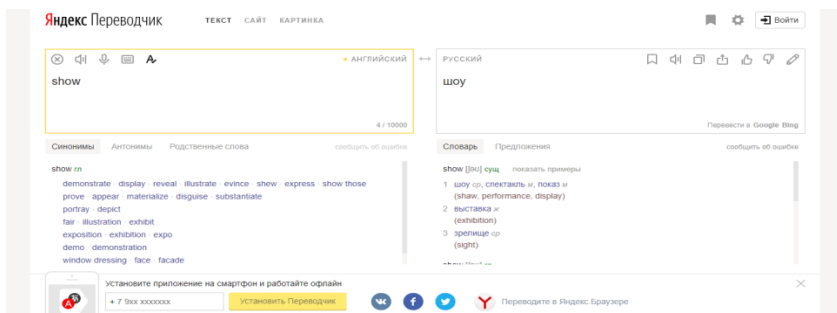 Яндекс Переводчик ТЕКСТ САЙТ КАРТИНКА Войти
АНГЛИЙСКИЙ
РУССКИЙ
show
шоу
4 / 10000
Перевести в Google Bing
Синонимы Антонимы Родственные слова сообщить об ошибке
Словарь Предложения сообщить об ошибке
show гл
demonstrate · display · reveal · illustrate · evince · shew · express · show those
prove · appear · materialize · disguise · substantiate
portray · depict
fair · illustration · exhibit
exposition · exhibition · expo
demo · demonstration
window dressing · face · facade
show [ʃəʊ] сущ показать примеры
1 шоу ср, спектакль м, показ м
(shaw, performance, display)
2 выставка ж
(exhibition)
3 зрелище ср
(sight)
Установите приложение на смартфон и работайте офлайн
+ 7 9xx xxxxxxx
Установить Переводчик
Переводите в Яндекс.Браузере